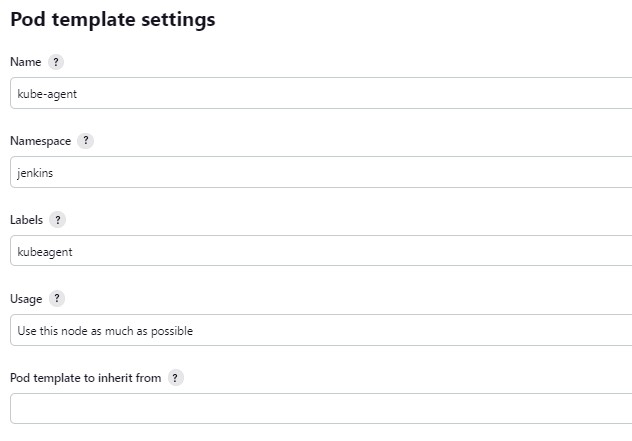 Pod template settings
Name ?
kube-agent
Namespace ?
jenkins
Labels ?
kubeagent
Usage ?
Use this node as much as possible
Pod template to inherit from ?